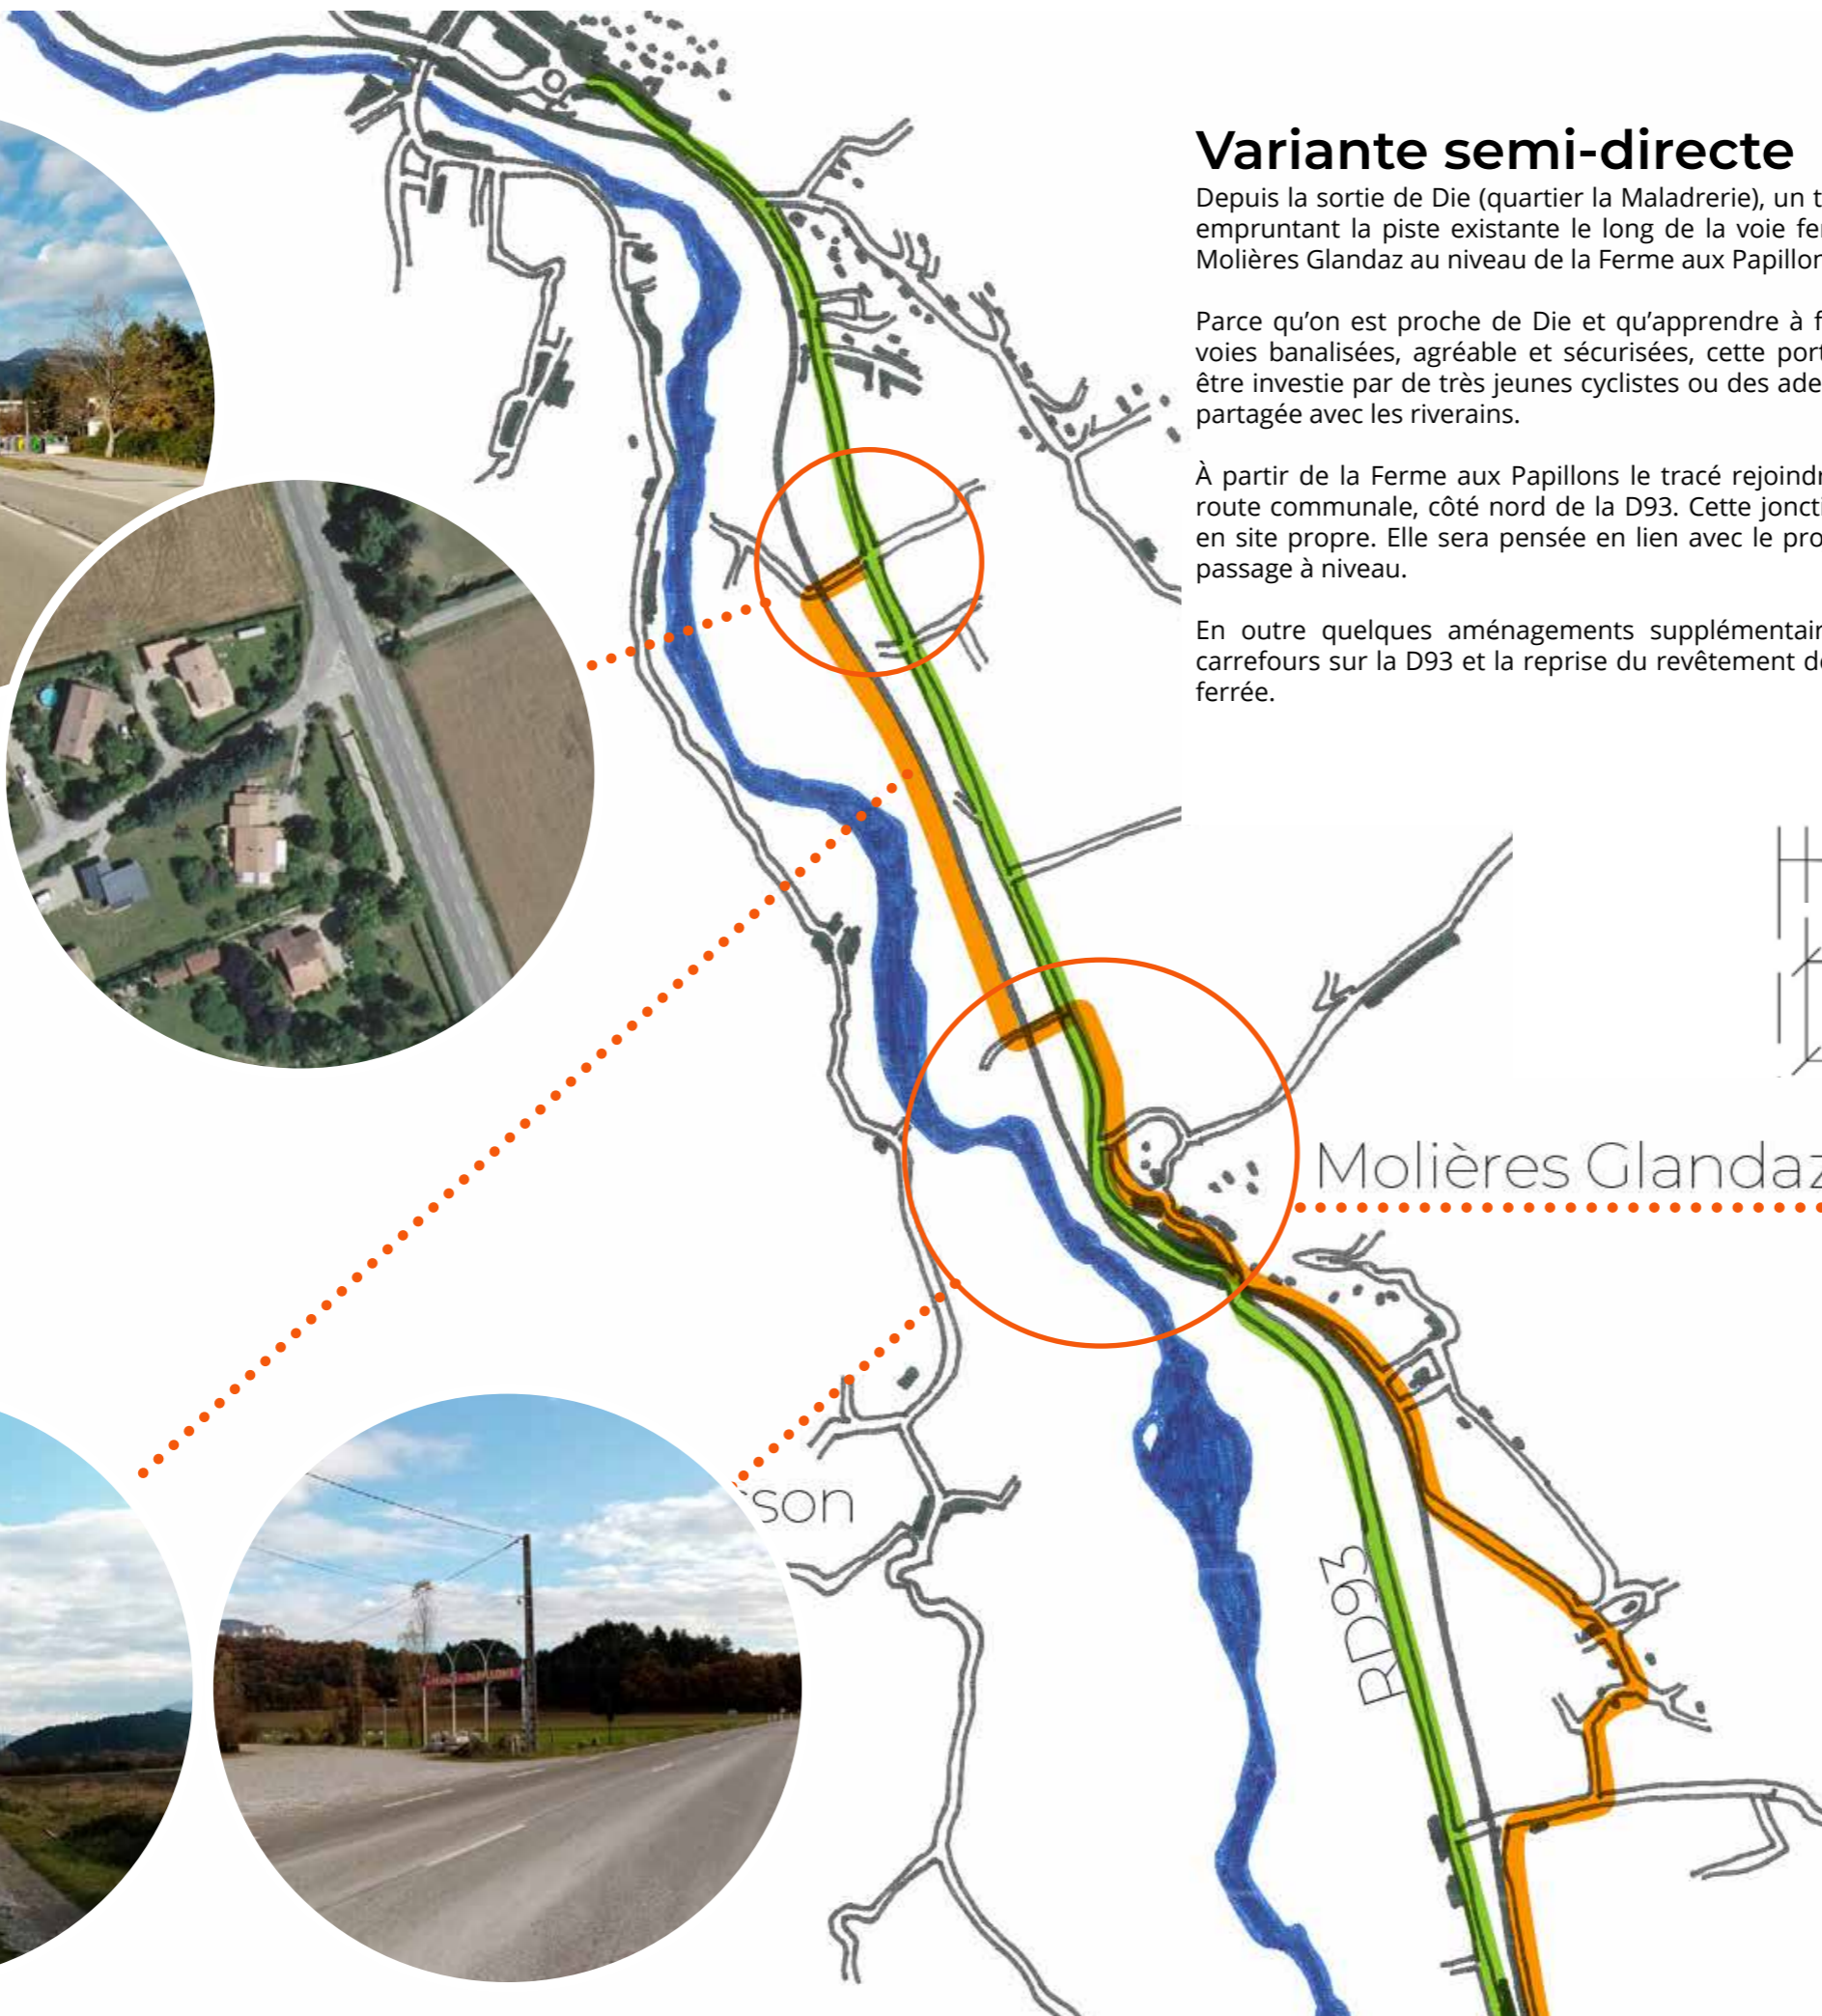 Variante semi-directe
Depuis la sortie de Die (quartier la Maladrerie), un t
empruntant la piste existante le long de la voie fe
Molières Glandaz au niveau de la Ferme aux Papillon
Parce qu'on est proche de Die et qu'apprendre à f
voies banalisées, agréable et sécurisées, cette port
être investie par de très jeunes cyclistes ou des ade
partagée avec les riverains.
À partir de la Ferme aux Papillons le tracé rejoindr
route communale, côté nord de la D93. Cette joncti
en site propre. Elle sera pensée en lien avec le pro
passage à niveau.
En outre quelques aménagements supplémentair
carrefours sur la D93 et la reprise du revêtement d
ferrée.
Molières Glandaz
sson
RD93